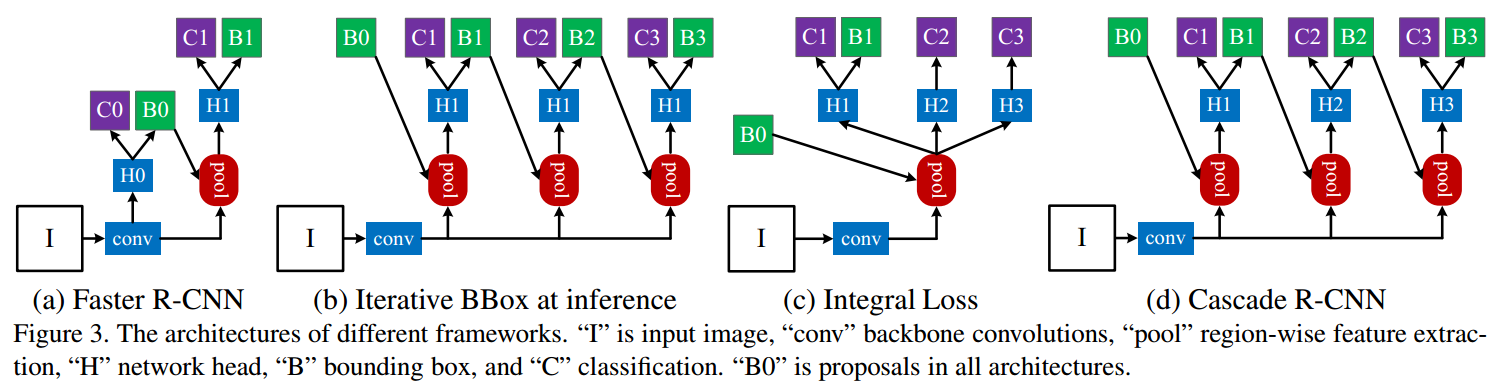 C1 B1
C0 B0 H1
H0 pool
I conv
(a) Faster R-CNN
B0 C1 B1 C2 B2 C3 B3
H1 H1 H1
pool pool pool
I conv
(b) Iterative BBox at inference
C1 B1 C2 C3
H1 H2 H3
B0
pool
I conv
(c) Integral Loss
B0 C1 B1 C2 B2 C3 B3
H1 H2 H3
pool pool pool
I conv
(d) Cascade R-CNN
Figure 3. The architectures of different frameworks. “I” is input image, “conv” backbone convolutions, “pool” region-wise feature extrac-
tion, “H” network head, “B” bounding box, and “C” classification. “B0” is proposals in all architectures.